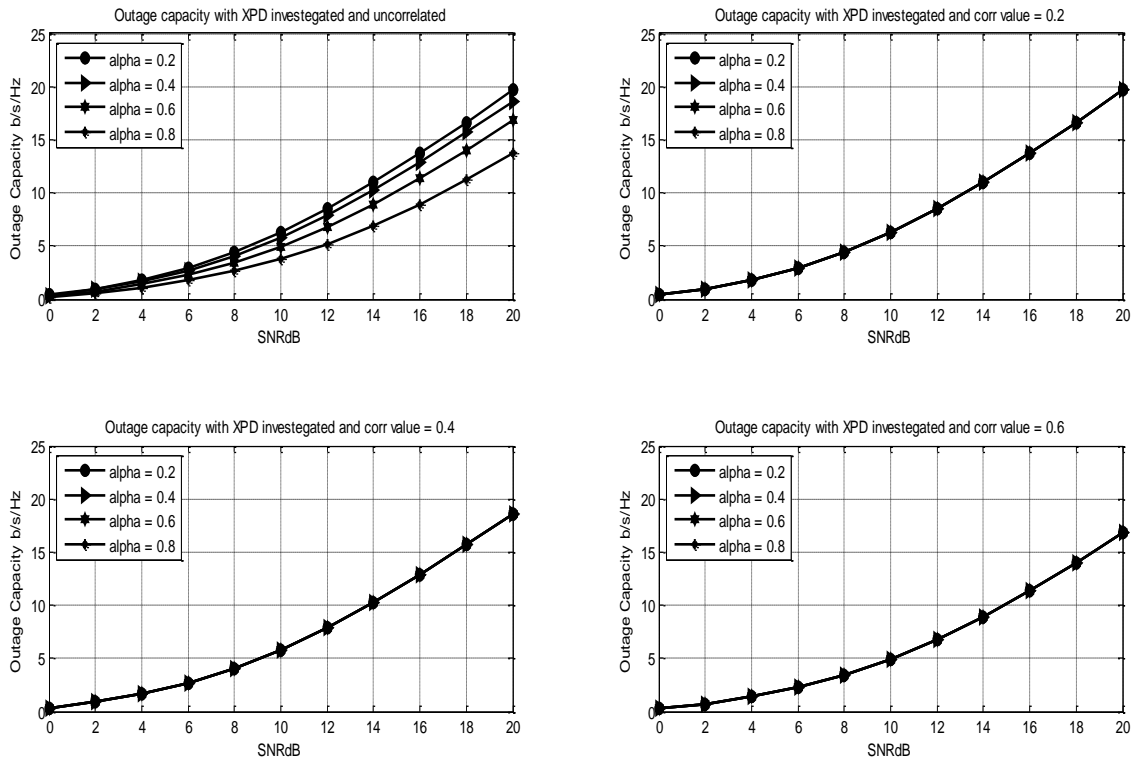 Outage capacity with XPD investegated and uncorrelated
25
20
15
10
5
0
Outage Capacity b/s/Hz
alpha = 0.2
alpha = 0.4
alpha = 0.6
alpha = 0.8
0 2 4 6 8 10 12 14 16 18 20
SNRdB
Outage capacity with XPD investegated and corr value = 0.2
25
20
15
10
5
0
Outage Capacity b/s/Hz
alpha = 0.2
alpha = 0.4
alpha = 0.6
alpha = 0.8
0 2 4 6 8 10 12 14 16 18 20
SNRdB
Outage capacity with XPD investegated and corr value = 0.4
25
20
15
10
5
0
Outage Capacity b/s/Hz
alpha = 0.2
alpha = 0.4
alpha = 0.6
alpha = 0.8
0 2 4 6 8 10 12 14 16 18 20
SNRdB
Outage capacity with XPD investegated and corr value = 0.6
25
20
15
10
5
0
Outage Capacity b/s/Hz
alpha = 0.2
alpha = 0.4
alpha = 0.6
alpha = 0.8
0 2 4 6 8 10 12 14 16 18 20
SNRdB